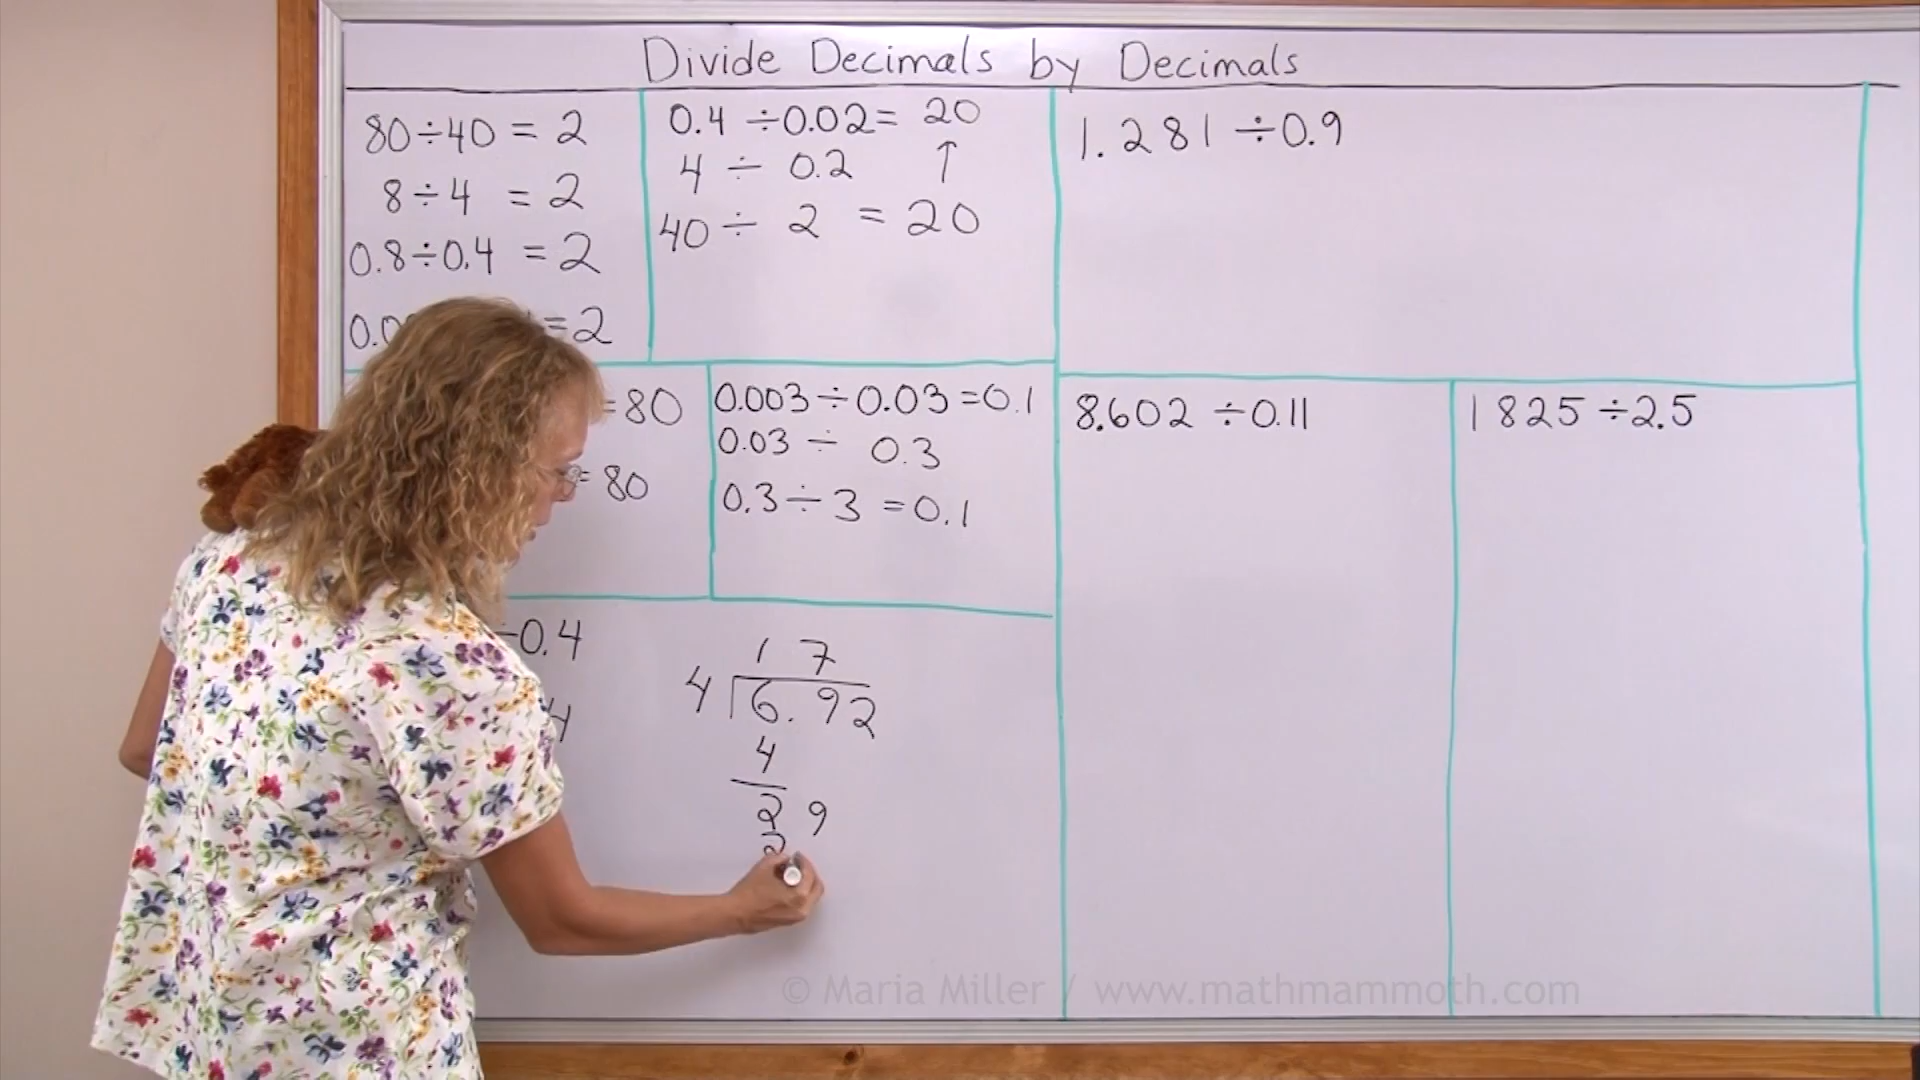 Divide Decimals by Decimals
80÷40 = 2
8÷4 = 2
0.8÷0.4 = 2
=2
0.4 ÷0.02= 20
4 ÷ 0.2 ↑
40 ÷ 2 = 20
1.281 ÷0.9
=80
= 80
0.003÷0.03=0.1
0.03 ÷ 0.3
0.3÷3 =0.1
8.602 ÷0.11
1825÷2.5
÷0.4
4
1 7
4 6.92
4
2 9
2
© Maria Miller / www.mathmammoth.com